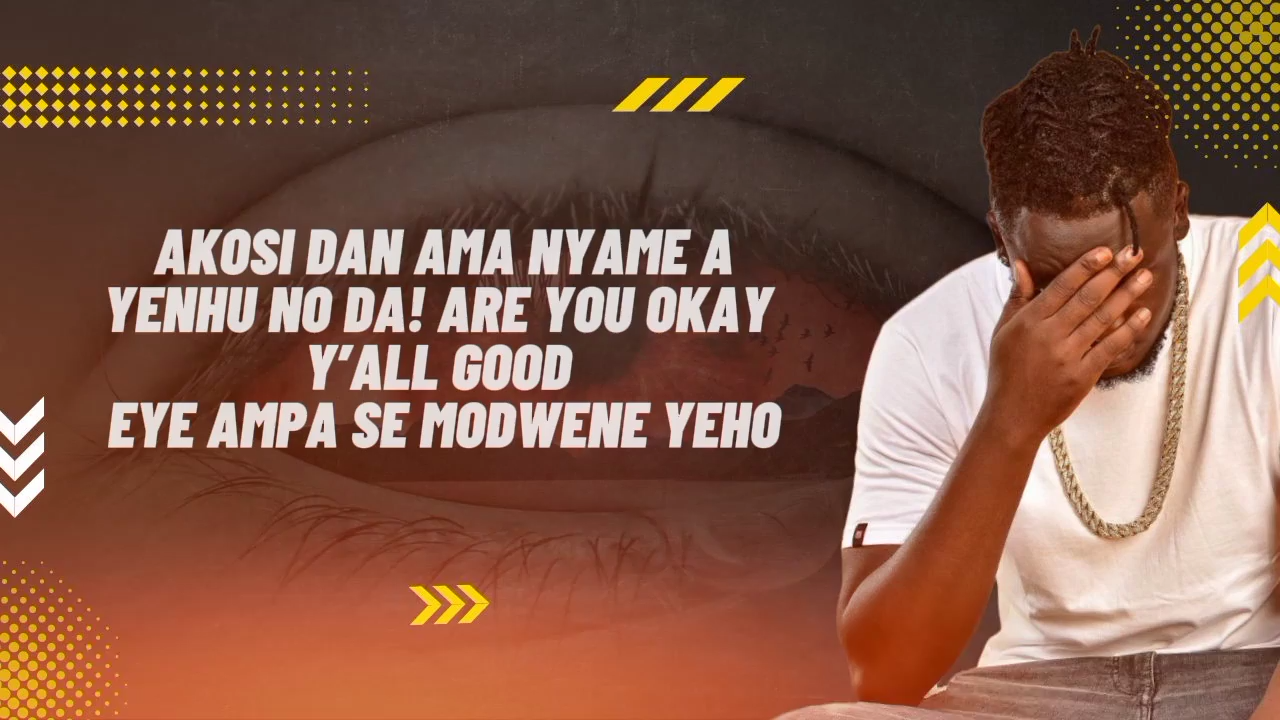 AKOSI DAN AMA NYAME A
YENHU NO DA! ARE YOU OKAY
Y'ALL GOOD
EYE AMPA SE MODWENE YEHO